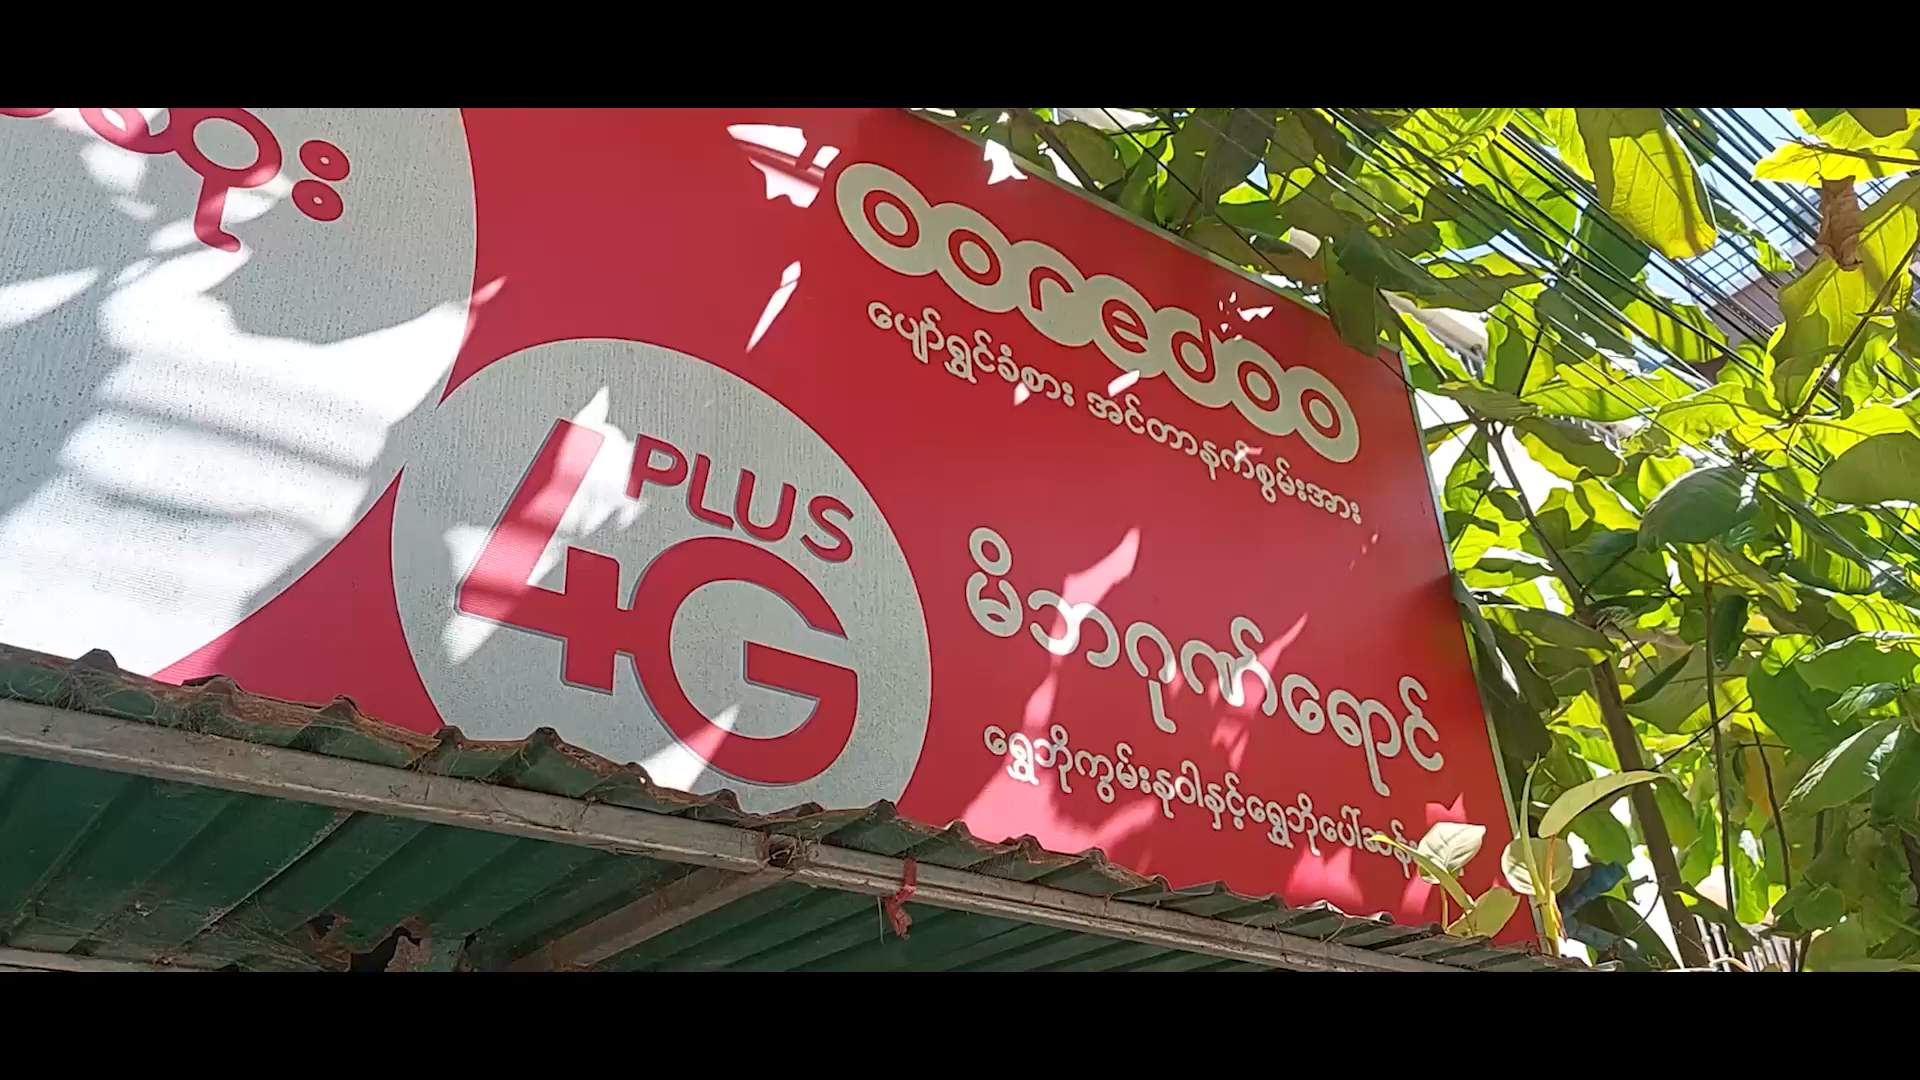 ooredoo
ပျော်ရွှင်ခံစား အင်တာနက်စွမ်းအား
4G PLUS
မိဘဂုဏ်ရောင်
ရွှေဘိုကွမ်းနုဝါနှင့်ရွှေဘိုပေါ်ဆန်း